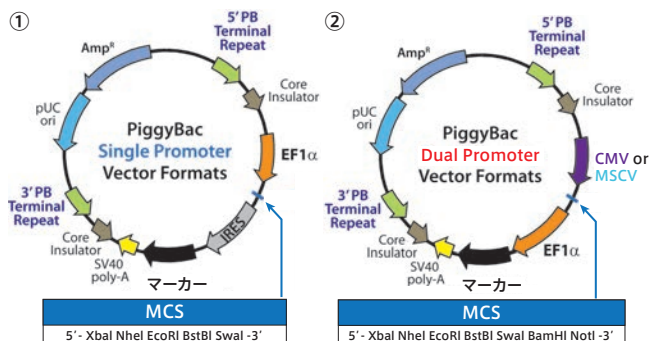 ①
5′ PB
Terminal
Repeat
Amp^R
Core
Insulator
pUC
ori
PiggyBac
Single Promoter
Vector Formats
EF1α
3′ PB
Terminal
Repeat
IRES
Core
Insulator
SV40
poly-A
マーカー
MCS
5′- XbaI NheI EcoRI BstBI SwaI -3′
②
5′ PB
Terminal
Repeat
Amp^R
Core
Insulator
pUC
ori
PiggyBac
Dual Promoter
Vector Formats
CMV or
MSCV
3′ PB
Terminal
Repeat
EF1α
Core
Insulator
SV40
poly-A
マーカー
MCS
5′- XbaI NheI EcoRI BstBI SwaI BamHI NotI -3′